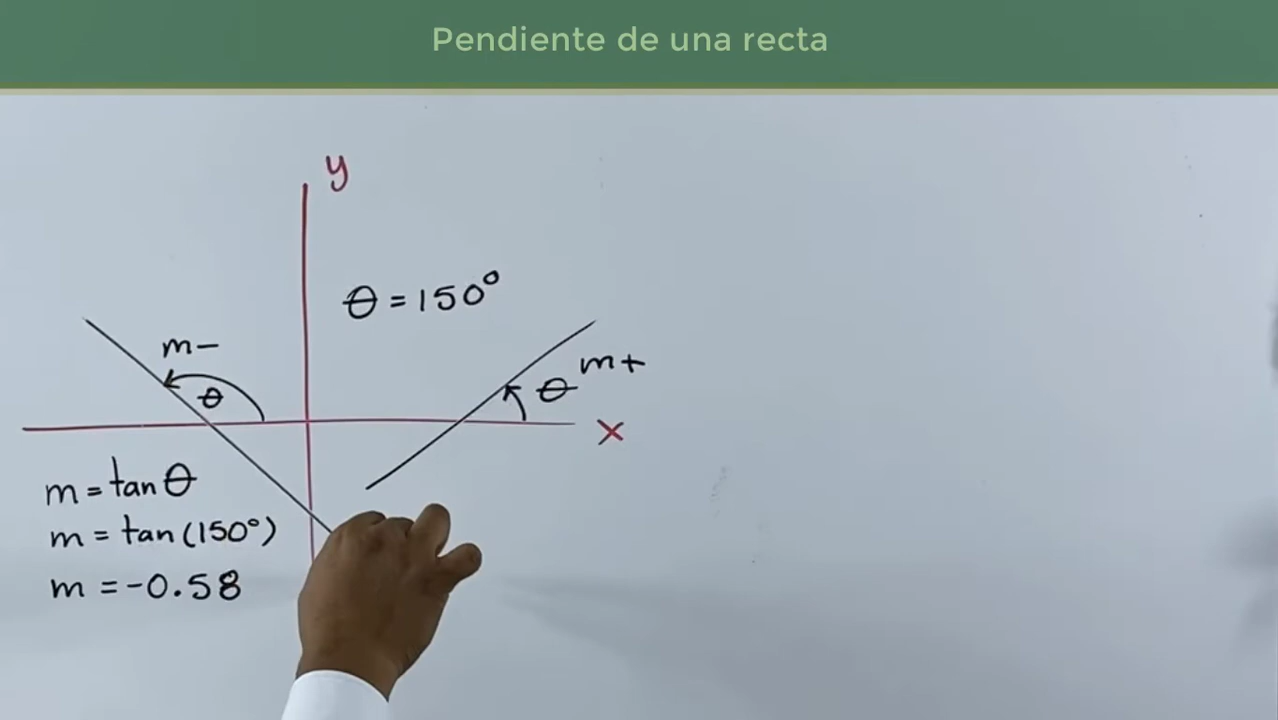 Pendiente de una recta
y
θ = 150°
m-
m+
θ
θ
x
m = tan θ
m = tan (150°)
m = -0.58